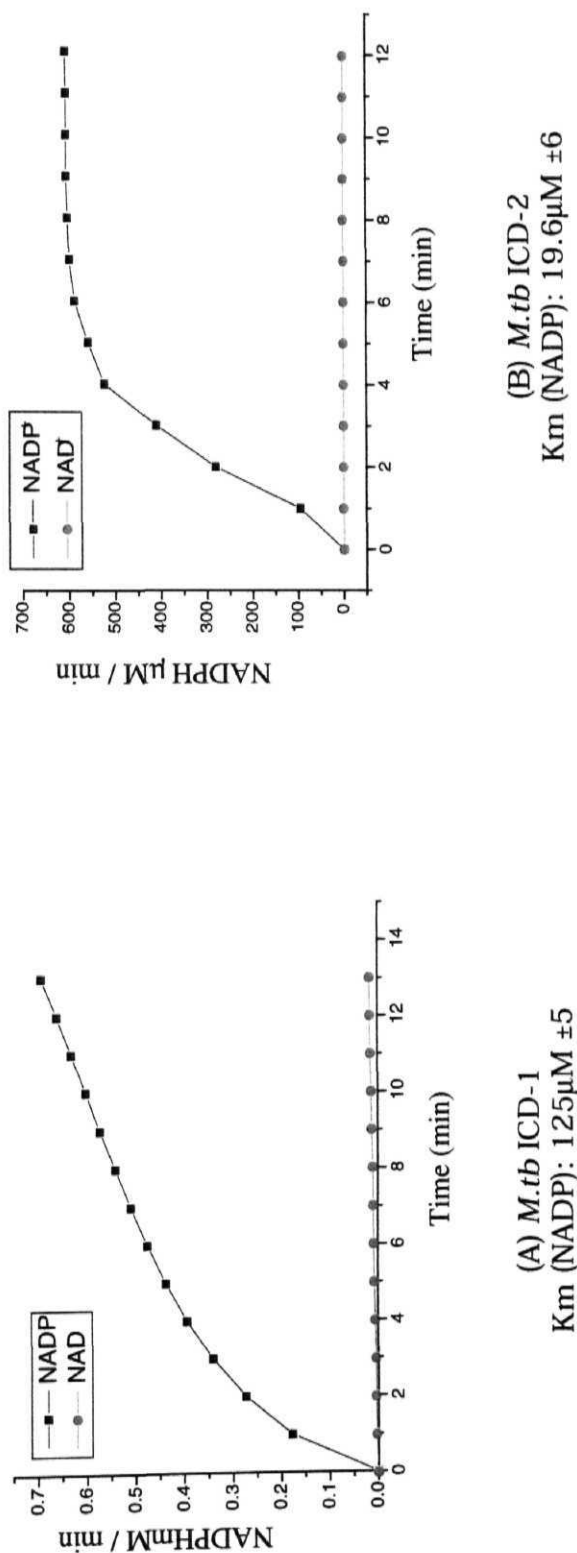 NADPHmM / min
0.7
0.6
0.5
0.4
0.3
0.2
0.1
0.0
NADP
NAD
0 2 4 6 8 10 12 14
Time (min)
(A) M.tb ICD-1
Km (NADP): 125µM ±5
NADPH µM / min
700
600
500
400
300
200
100
0
NADP⁺
NAD⁺
0 2 4 6 8 10 12
Time (min)
(B) M.tb ICD-2
Km (NADP): 19.6µM ±6